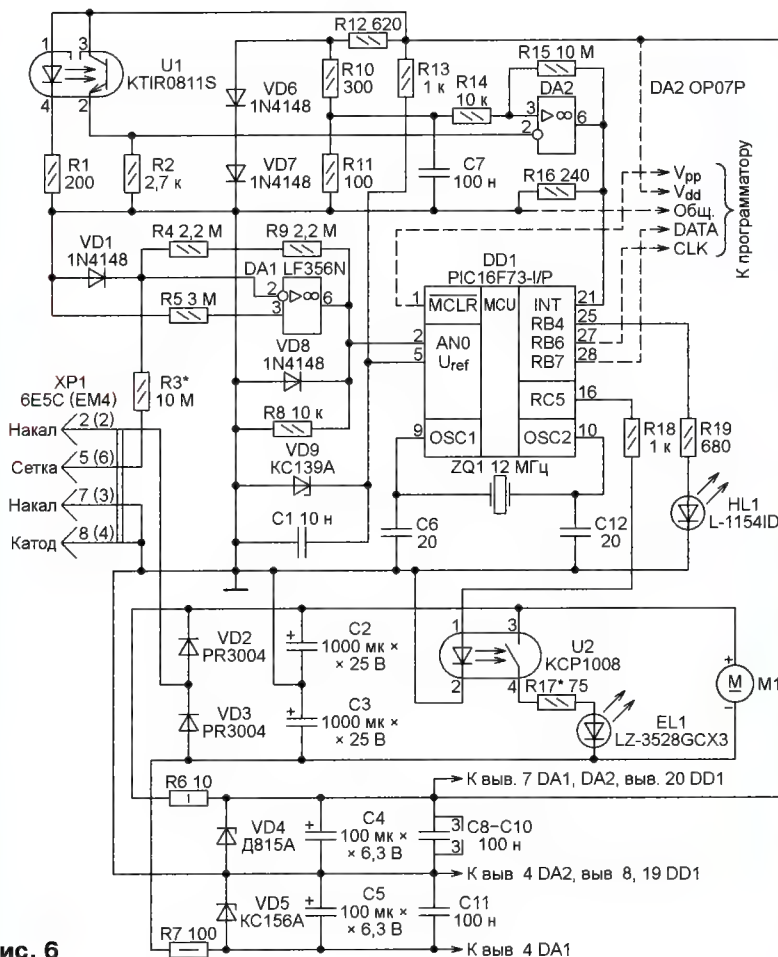 R12 620
1
3
U1
KTIR0811S
4
2
VD6
1N4148
R10
300
R13
1 к
R14
10 к
R15 10 М
DA2
3
2
6
DA2 OP07P
R1
200
R2
2,7 к
VD7
1N4148
R11
100
C7
100 н
R16 240
Vpp
Vdd
Общ.
DATA
CLK
К программатору
VD1
1N4148
R4 2,2 М
R9 2,2 М
DA1 LF356N
2
3
6
R5 3 М
DD1
PIC16F73-I/P
1
MCLR
MCU
INT
21
RB4
25
2
AN0
RB6
27
5
Uref
RB7
28
RC5
16
9
OSC1
OSC2
10
VD8
1N4148
R3*
10 М
R8 10 к
XP1
6E5C (EM4)
Накал
2 (2)
Сетка
5 (6)
Накал
7 (3)
Катод
8 (4)
VD9
КС139А
C1 10 н
ZQ1 12 МГц
R18
1 к
R19
680
C6
20
C12
20
HL1
L-1154ID
VD2
PR3004
C2
1000 мк ×
× 25 В
VD3
PR3004
C3
1000 мк ×
× 25 В
1
3
2
4
U2
KCP1008
R17* 75
EL1
LZ-3528GCX3
+
M
−
M1
R6 10
К выв. 7 DA1, DA2, выв. 20 DD1
VD4
Д815А
C4
100 мк ×
× 6,3 В
3
3
C8–C10
100 н
К выв 4 DA2, выв 8, 19 DD1
VD5
КС156А
C5
100 мк ×
× 6,3 В
C11
100 н
R7 100
К выв 4 DA1
ис. 6